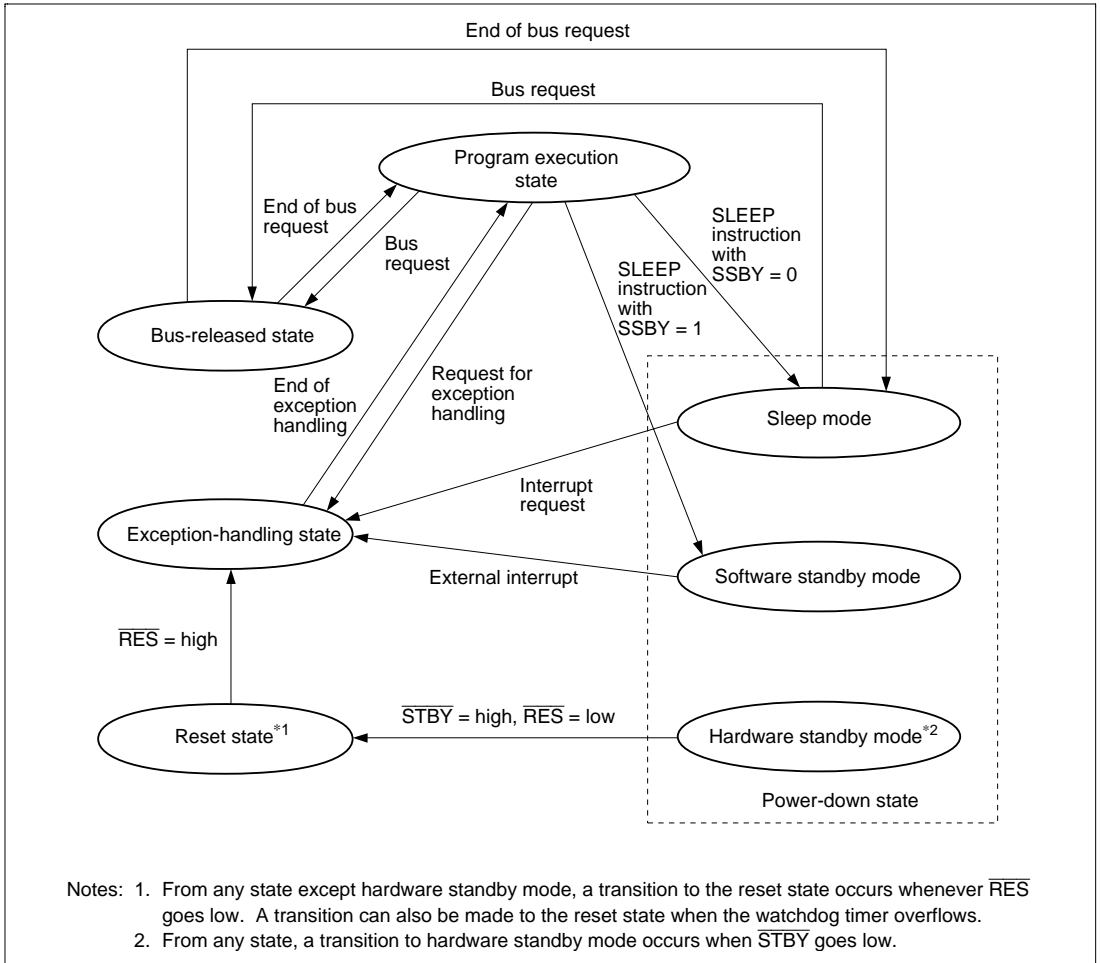 End of bus request
Bus request
Program execution
state
End of bus
request
Bus
request
SLEEP
instruction
with
SSBY = 0
SLEEP
instruction
with
SSBY = 1
Bus-released state
End of
exception
handling
Request for
exception
handling
Sleep mode
Interrupt
request
Exception-handling state
External interrupt
Software standby mode
R̅E̅S̅ = high
S̅T̅B̅Y̅ = high, R̅E̅S̅ = low
Reset state*1
Hardware standby mode*2
Power-down state
Notes: 1. From any state except hardware standby mode, a transition to the reset state occurs whenever R̅E̅S̅
goes low. A transition can also be made to the reset state when the watchdog timer overflows.
2. From any state, a transition to hardware standby mode occurs when S̅T̅B̅Y̅ goes low.